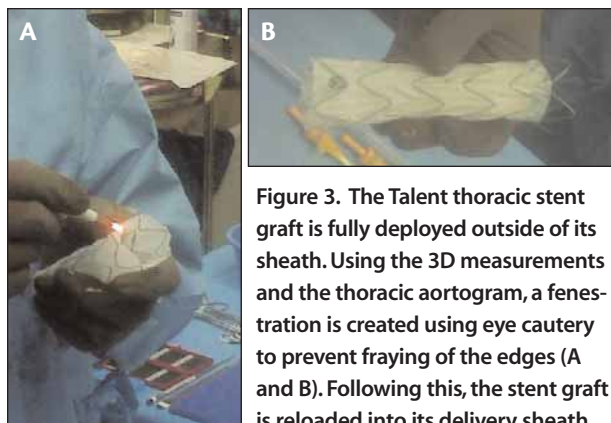 A
B
Figure 3. The Talent thoracic stent
graft is fully deployed outside of its
sheath. Using the 3D measurements
and the thoracic aortogram, a fenes-
tration is created using eye cautery
to prevent fraying of the edges (A
and B). Following this, the stent graft
is reloaded into its delivery sheath